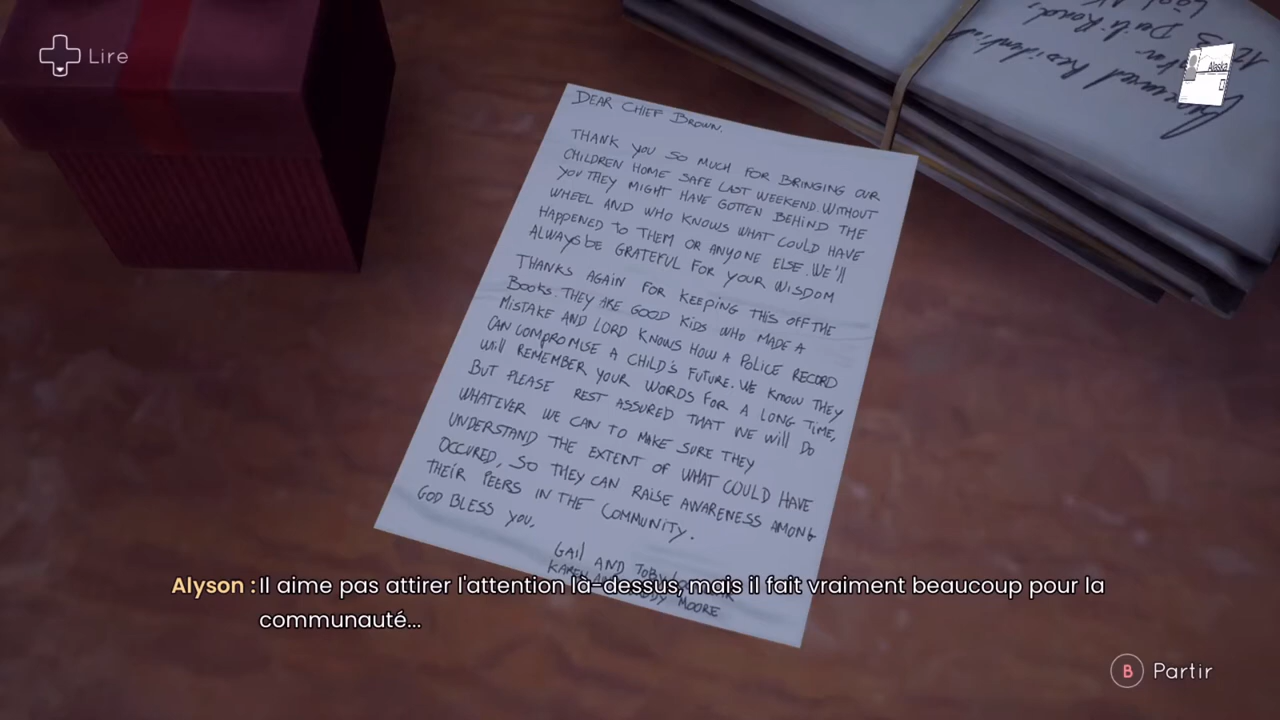 Lire
Alaska
DEAR CHIEF BROWN.
THANK YOU SO MUCH FOR BRINGING OUR
CHILDREN HOME SAFE LAST WEEKEND. WITHOUT
YOU THEY MIGHT HAVE GOTTEN BEHIND THE
WHEEL AND WHO KNOWS WHAT COULD HAVE
HAPPENED TO THEM OR ANYONE ELSE. WE'll
ALWAYS BE GRATEFUL FOR YOUR WISDOM
THANKS AGAIN FOR KEEPING THIS OFF THE
BOOKS. THEY ARE GOOD KIDS WHO MADE A
MISTAKE AND LORD KNOWS HOW A POLICE RECORD
CAN COMPROMISE A CHILD'S FUTURE. WE KNOW THEY
Will REMEMBER YOUR WORDS FOR A LONG TIME,
BUT PLEASE REST ASSURED THAT WE Will DO
WHATEVER WE CAN TO MAKE SURE THEY
UNDERSTAND THE EXTENT OF WHAT COULD HAVE
OCCURED, SO THEY CAN RAISE AWARENESS AMONG
THEIR PEERS IN THE COMMUNITY.
GOD BLESS YOU,
GAIL AND TOBY
KAREN MOORE
Alyson : Il aime pas attirer l'attention là-dessus, mais il fait vraiment beaucoup pour la
communauté...
B Partir